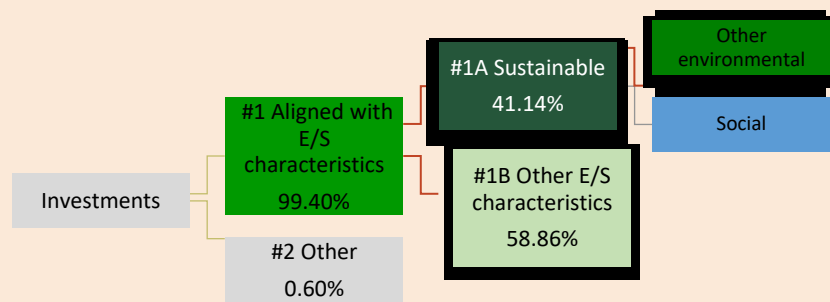 Investments
#1 Aligned with
E/S
characteristics
99.40%
#2 Other
0.60%
#1A Sustainable
41.14%
#1B Other E/S
characteristics
58.86%
Other
environmental
Social